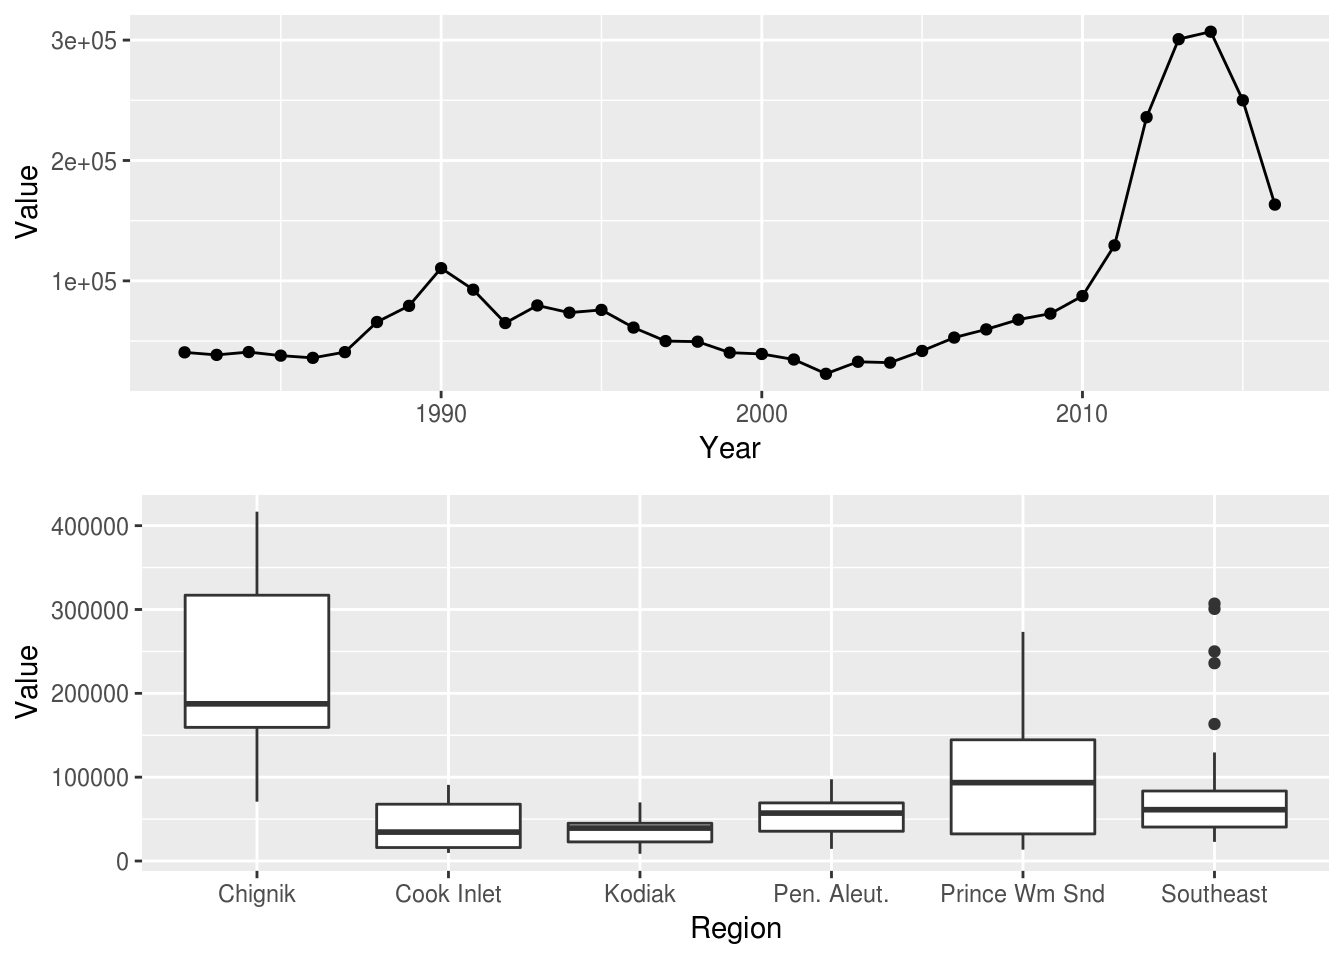 3e+05
2e+05
1e+05
Value
1990 2000 2010
Year
400000
300000
200000
100000
0
Value
Chignik Cook Inlet Kodiak Pen. Aleut. Prince Wm Snd Southeast
Region